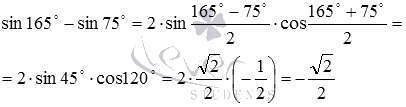 sin 165° − sin 75° = 2 · sin (165° − 75°)/2 · cos (165° + 75°)/2 =
= 2 · sin 45° · cos120° = 2 · √2/2 · (−1/2) = −√2/2
STUDENTS